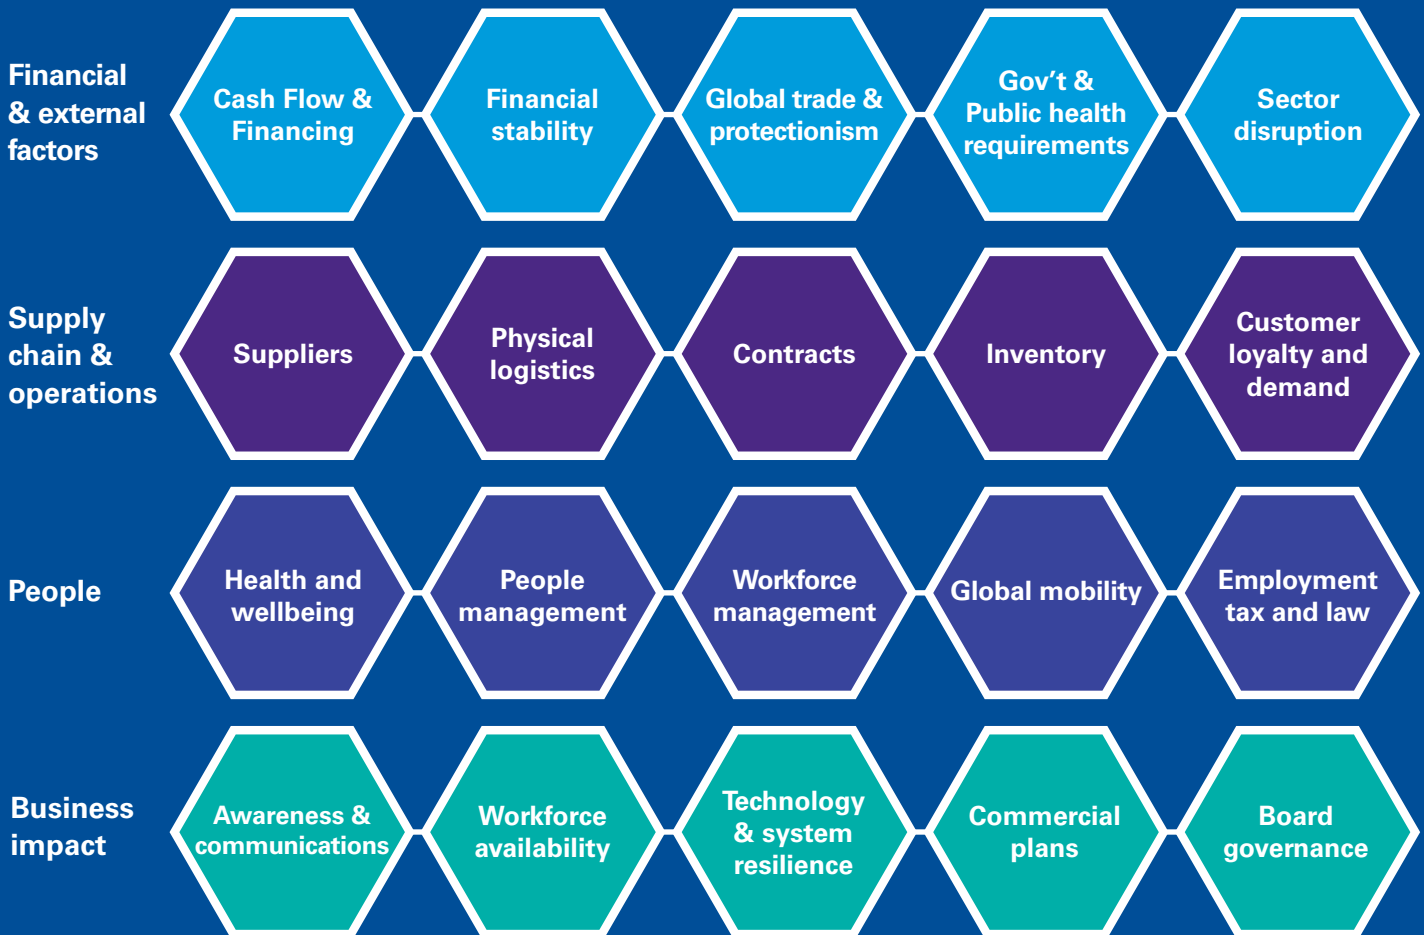 Financial
& external
factors
Cash Flow &
Financing
Financial
stability
Global trade &
protectionism
Gov't &
Public health
requirements
Sector
disruption
Supply
chain &
operations
Suppliers
Physical
logistics
Contracts
Inventory
Customer
loyalty and
demand
People
Health and
wellbeing
People
management
Workforce
management
Global mobility
Employment
tax and law
Business
impact
Awareness &
communications
Workforce
availability
Technology
& system
resilience
Commercial
plans
Board
governance